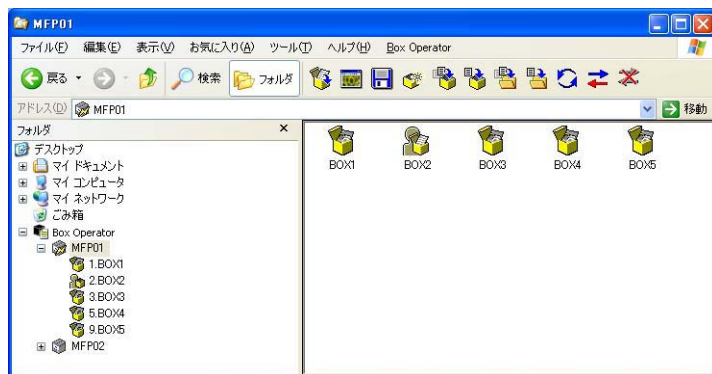 MFP01
ファイル(F) 編集(E) 表示(V) お気に入り(A) ツール(T) ヘルプ(H) Box Operator
戻る 検索 フォルダ
アドレス(D) MFP01 移動
フォルダ ×
デスクトップ
マイ ドキュメント
マイ コンピュータ
マイ ネットワーク
ごみ箱
Box Operator
MFP01
1.BOX1
2.BOX2
3.BOX3
5.BOX4
9.BOX5
MFP02
BOX1 BOX2 BOX3 BOX4 BOX5